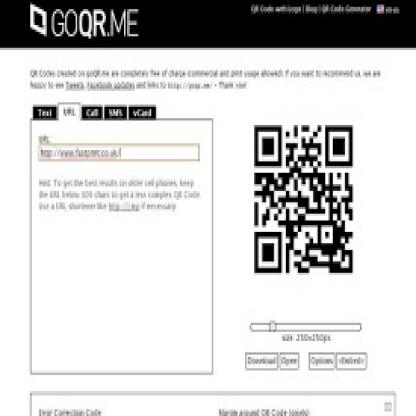 GOQR.ME
QR Code with Logo | Blog | QR Code Generator
QR Codes created on goQR.me are completely free of charge (commercial and print usage allowed). If you want to recommend us, we are
happy to see Tweets, Facebook updates and links to http://goqr.me/ - Thank you!
Text URL Call SMS vCard
URL:
http://www.fastprint.co.uk/
Hint: To get the best results on older cell phones, keep
the URL below 100 chars to get a less complex QR Code.
Use a URL shortener like http://j.mp if necessary.
size: 250x250px
Download Open Options <Embed>
Error Correction Code: Margin around QR Code (pixels)